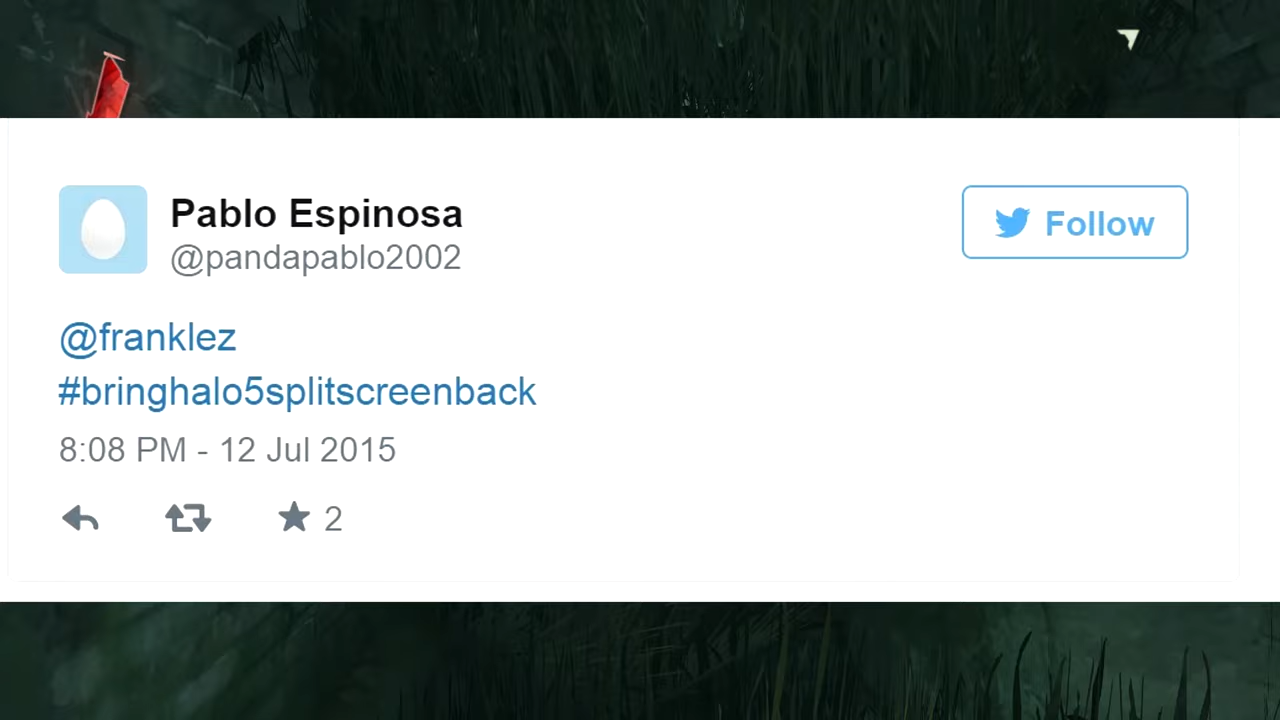 Pablo Espinosa
@pandapablo2002
Follow
@franklez
#bringhalo5splitscreenback
8:08 PM - 12 Jul 2015
2